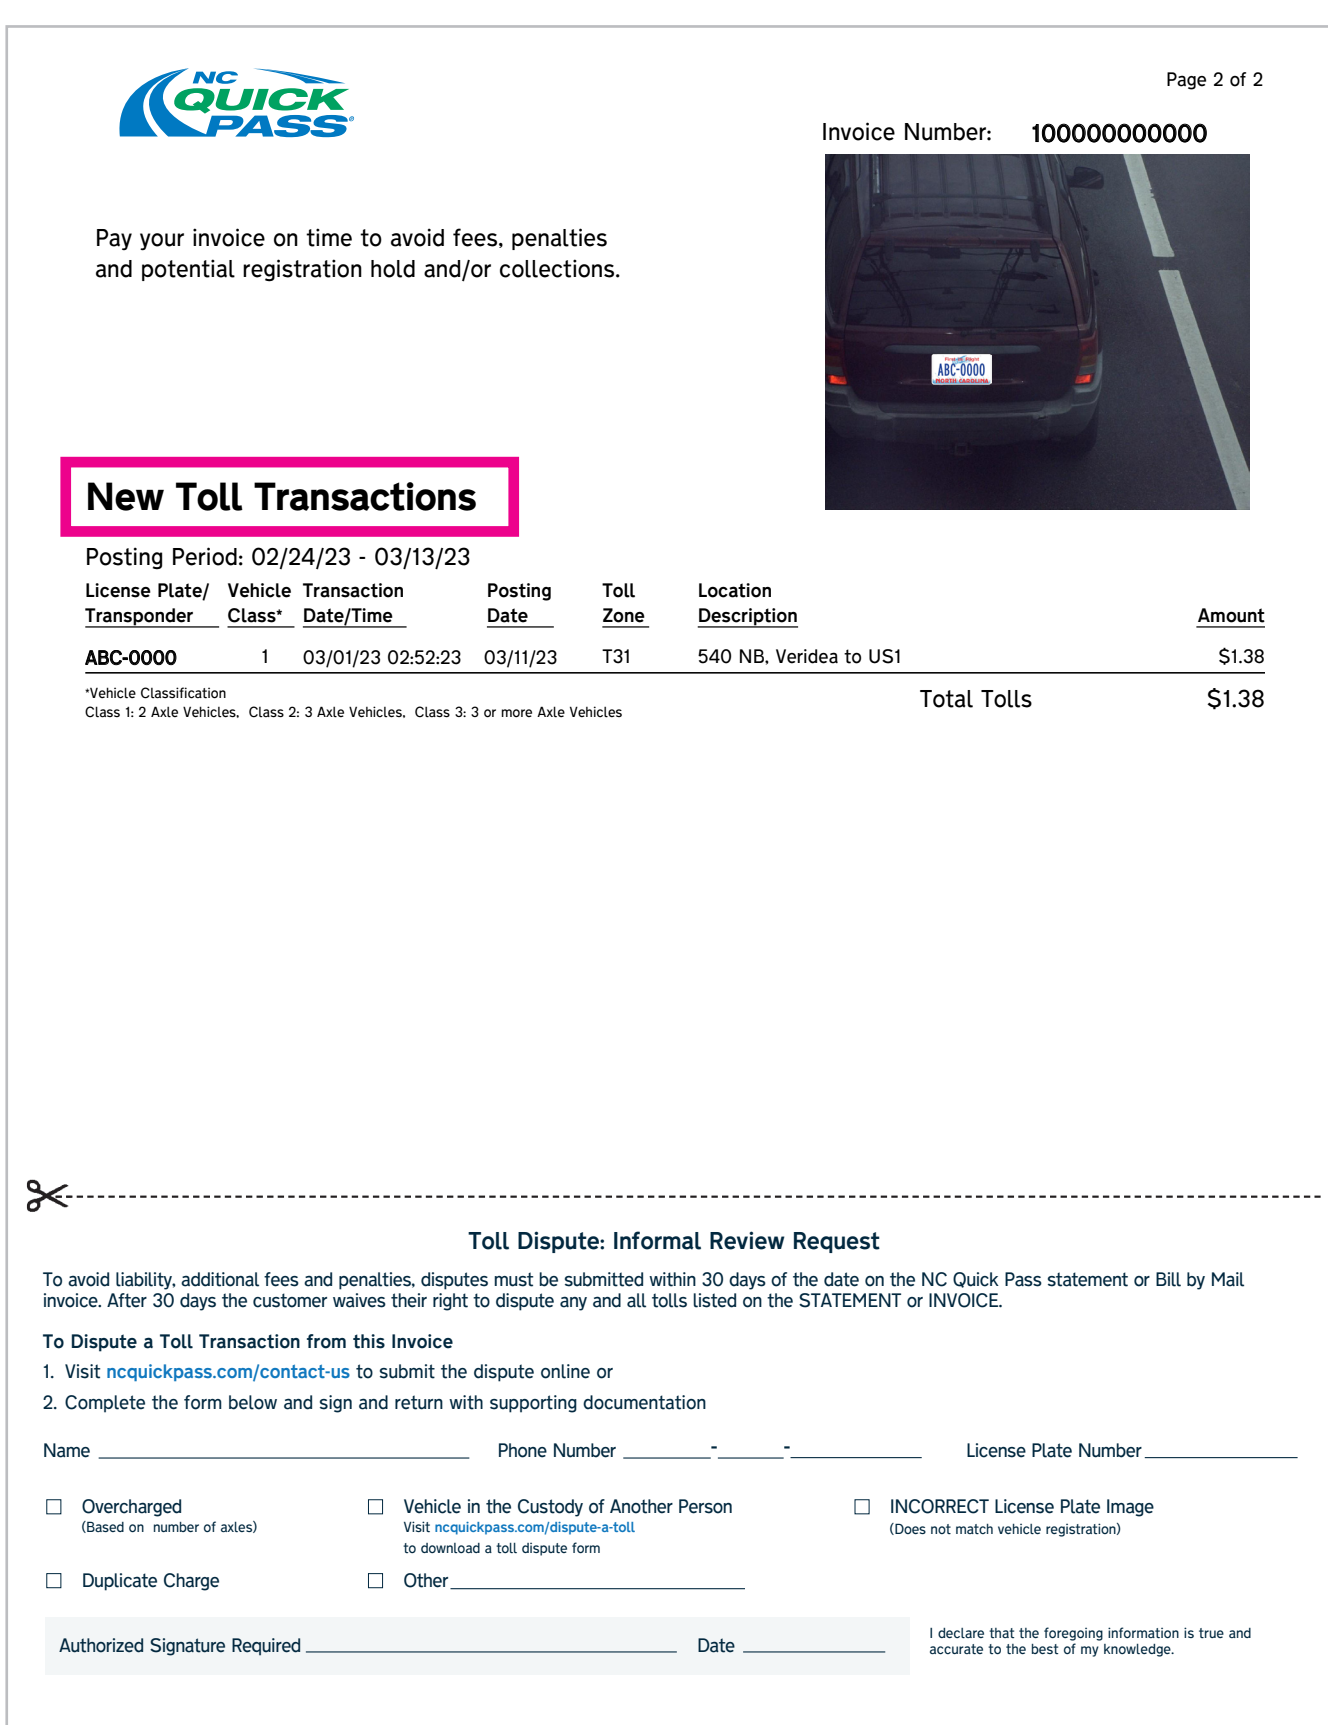 NC
QUICK
PASS
Page 2 of 2
Invoice Number: 100000000000
Pay your invoice on time to avoid fees, penalties
and potential registration hold and/or collections.
First in Flight
ABC-0000
NORTH CAROLINA
New Toll Transactions
Posting Period: 02/24/23 - 03/13/23
License Plate/ Vehicle Transaction Posting Toll Location
Transponder Class* Date/Time Date Zone Description Amount
ABC-0000 1 03/01/23 02:52:23 03/11/23 T31 540 NB, Veridea to US1 $1.38
*Vehicle Classification
Class 1: 2 Axle Vehicles, Class 2: 3 Axle Vehicles, Class 3: 3 or more Axle Vehicles
Total Tolls $1.38
Toll Dispute: Informal Review Request
To avoid liability, additional fees and penalties, disputes must be submitted within 30 days of the date on the NC Quick Pass statement or Bill by Mail
invoice. After 30 days the customer waives their right to dispute any and all tolls listed on the STATEMENT or INVOICE.
To Dispute a Toll Transaction from this Invoice
1. Visit ncquickpass.com/contact-us to submit the dispute online or
2. Complete the form below and sign and return with supporting documentation
Name Phone Number - - License Plate Number
Overcharged
(Based on number of axles)
Vehicle in the Custody of Another Person
Visit ncquickpass.com/dispute-a-toll
to download a toll dispute form
INCORRECT License Plate Image
(Does not match vehicle registration)
Duplicate Charge
Other
Authorized Signature Required Date
I declare that the foregoing information is true and
accurate to the best of my knowledge.